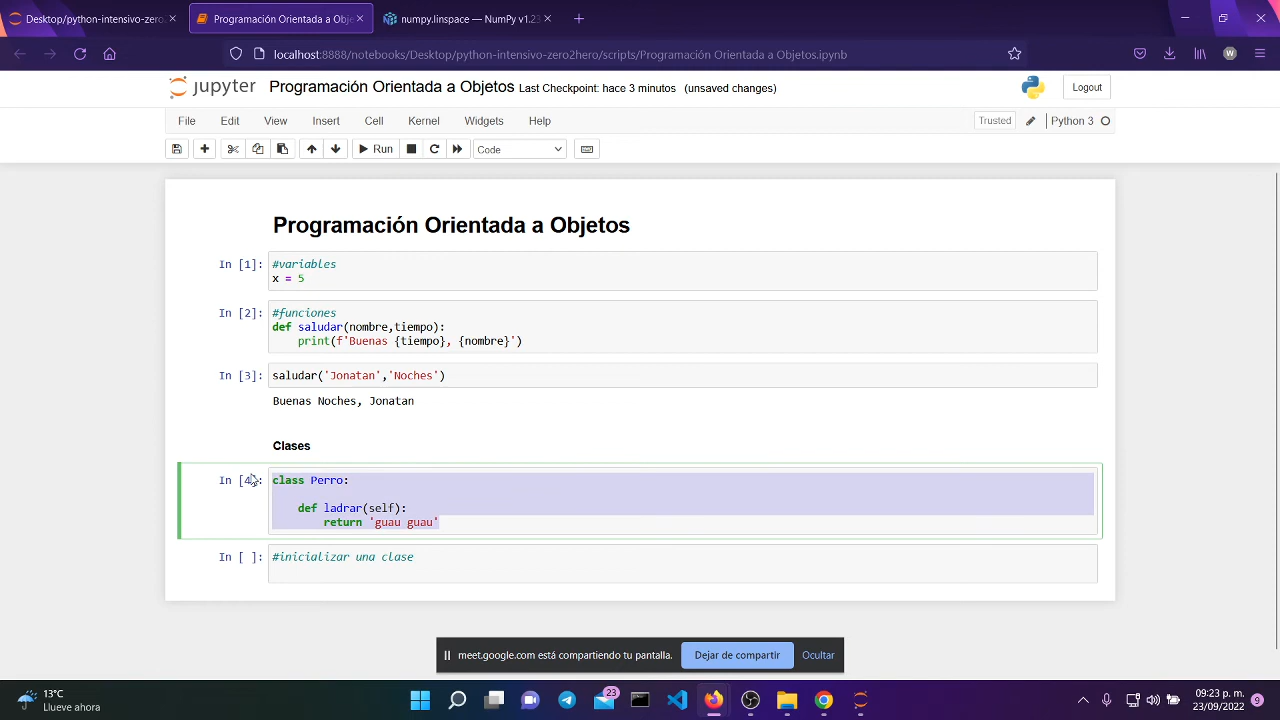 Desktop/python-intensivo-zero
Programación Orientada a Obje
numpy.linspace — NumPy v1.23
localhost:8888/notebooks/Desktop/python-intensivo-zero2hero/scripts/Programación Orientada a Objetos.ipynb
W
jupyter Programación Orientada a Objetos Last Checkpoint: hace 3 minutos (unsaved changes)
Logout
File Edit View Insert Cell Kernel Widgets Help
Trusted Python 3
Run Code
Programación Orientada a Objetos
In [1]: #variables
x = 5
In [2]: #funciones
def saludar(nombre,tiempo):
print(f'Buenas {tiempo}, {nombre}')
In [3]: saludar('Jonatan','Noches')
Buenas Noches, Jonatan
Clases
In [4]: class Perro:
def ladrar(self):
return 'guau guau'
In [ ]: #inicializar una clase
meet.google.com está compartiendo tu pantalla. Dejar de compartir Ocultar
13°C
Llueve ahora
23
09:23 p. m.
23/09/2022
9